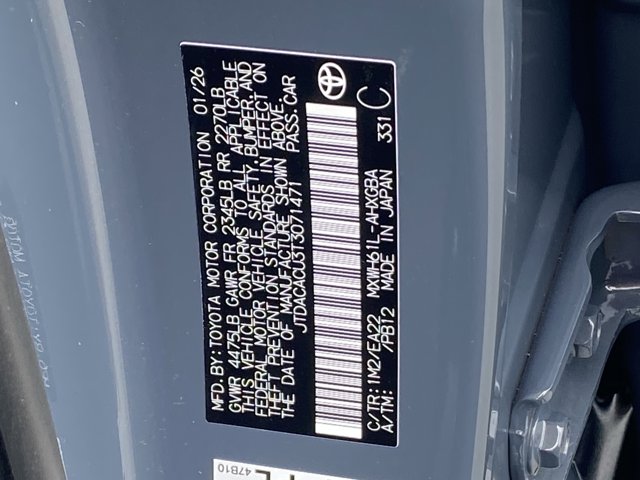 MFD. BY: TOYOTA MOTOR CORPORATION 01/26
GVWR 4475LB GAWR FR 2345LB RR 2270LB
THIS VEHICLE CONFORMS TO ALL APPLICABLE
FEDERAL MOTOR VEHICLE SAFETY, BUMPER, AND
THEFT PREVENTION STANDARDS IN EFFECT ON
THE DATE OF MANUFACTURE SHOWN ABOVE.
JTDACACU3T3071471 PASS. CAR
C/TR: 1M2/EA22 MXWH61L-AHXGBA
A/TM: /PB12 MADE IN JAPAN 331 C
47B10